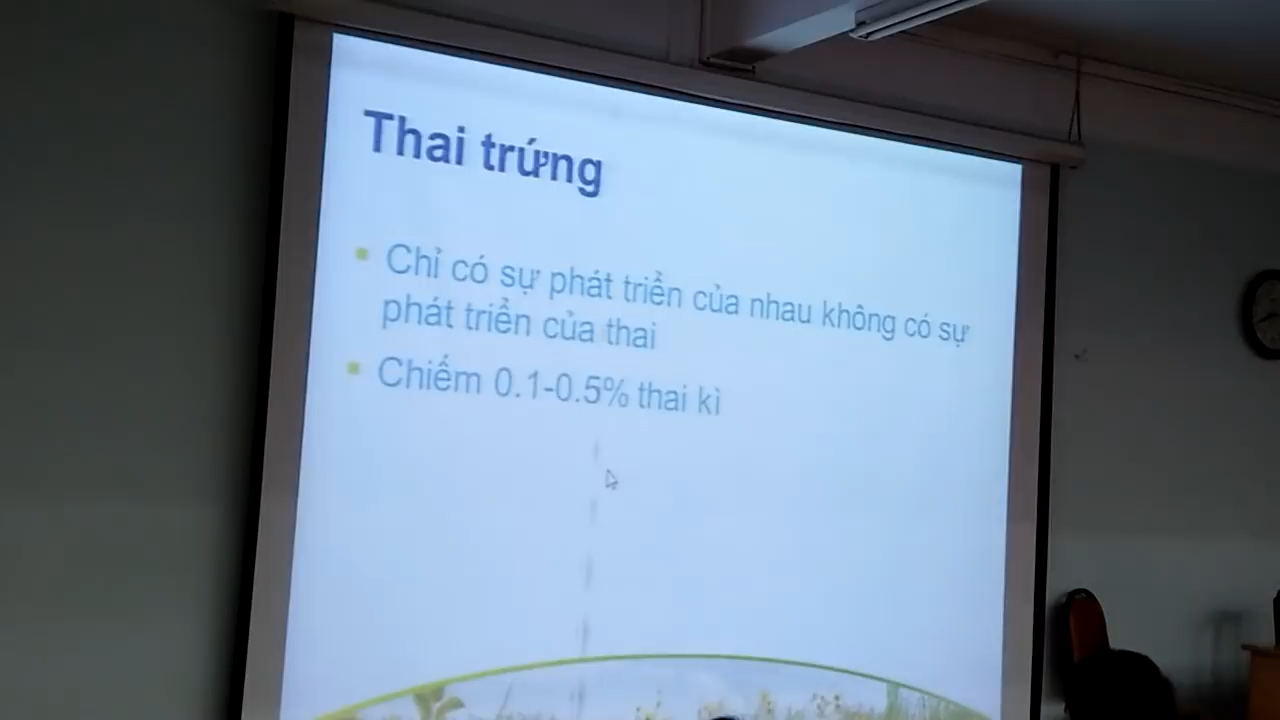 Thai trứng
Chỉ có sự phát triển của nhau không có sự
phát triển của thai
Chiếm 0.1-0.5% thai kì